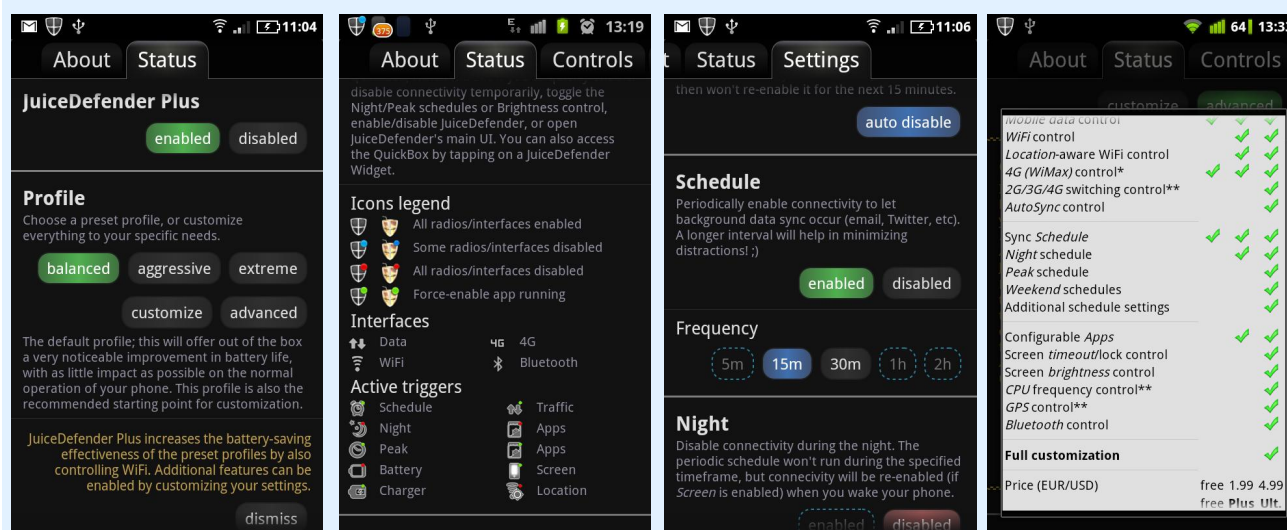 11:04
About Status
JuiceDefender Plus
enabled disabled
Profile
Choose a preset profile, or customize
everything to your specific needs.
balanced aggressive extreme
customize advanced
The default profile; this will offer out of the box
a very noticeable improvement in battery life,
with as little impact as possible on the normal
operation of your phone. This profile is also the
recommended starting point for customization.
JuiceDefender Plus increases the battery-saving
effectiveness of the preset profiles by also
controlling WiFi. Additional features can be
enabled by customizing your settings.
dismiss
375 E 13:19
About Status Controls
disable connectivity temporarily, toggle the
Night/Peak schedules or Brightness control,
enable/disable JuiceDefender, or open
JuiceDefender's main UI. You can also access
the QuickBox by tapping on a JuiceDefender
Widget.
Icons legend
All radios/interfaces enabled
Some radios/interfaces disabled
All radios/interfaces disabled
Force-enable app running
Interfaces
Data 4G 4G
WiFi Bluetooth
Active triggers
Schedule Traffic
Night Apps
Peak Apps
Battery Screen
Charger Location
11:06
t Status Settings
then won't re-enable it for the next 15 minutes.
auto disable
Schedule
Periodically enable connectivity to let
background data sync occur (email, Twitter, etc).
A longer interval will help in minimizing
distractions! ;)
enabled disabled
Frequency
5m 15m 30m 1h 2h
Night
Disable connectivity during the night. The
periodic schedule won't run during the specified
timeframe, but connecivity will be re-enabled (if
Screen is enabled) when you wake your phone.
enabled disabled
64 13:33
About Status Controls
customize advanced
Mobile data control
WiFi control
Location-aware WiFi control
4G (WiMax) control*
2G/3G/4G switching control**
AutoSync control
Sync Schedule
Night schedule
Peak schedule
Weekend schedules
Additional schedule settings
Configurable Apps
Screen timeout/lock control
Screen brightness control
CPU frequency control**
GPS control**
Bluetooth control
Full customization
Price (EUR/USD) free 1.99 4.99
free Plus Ult.